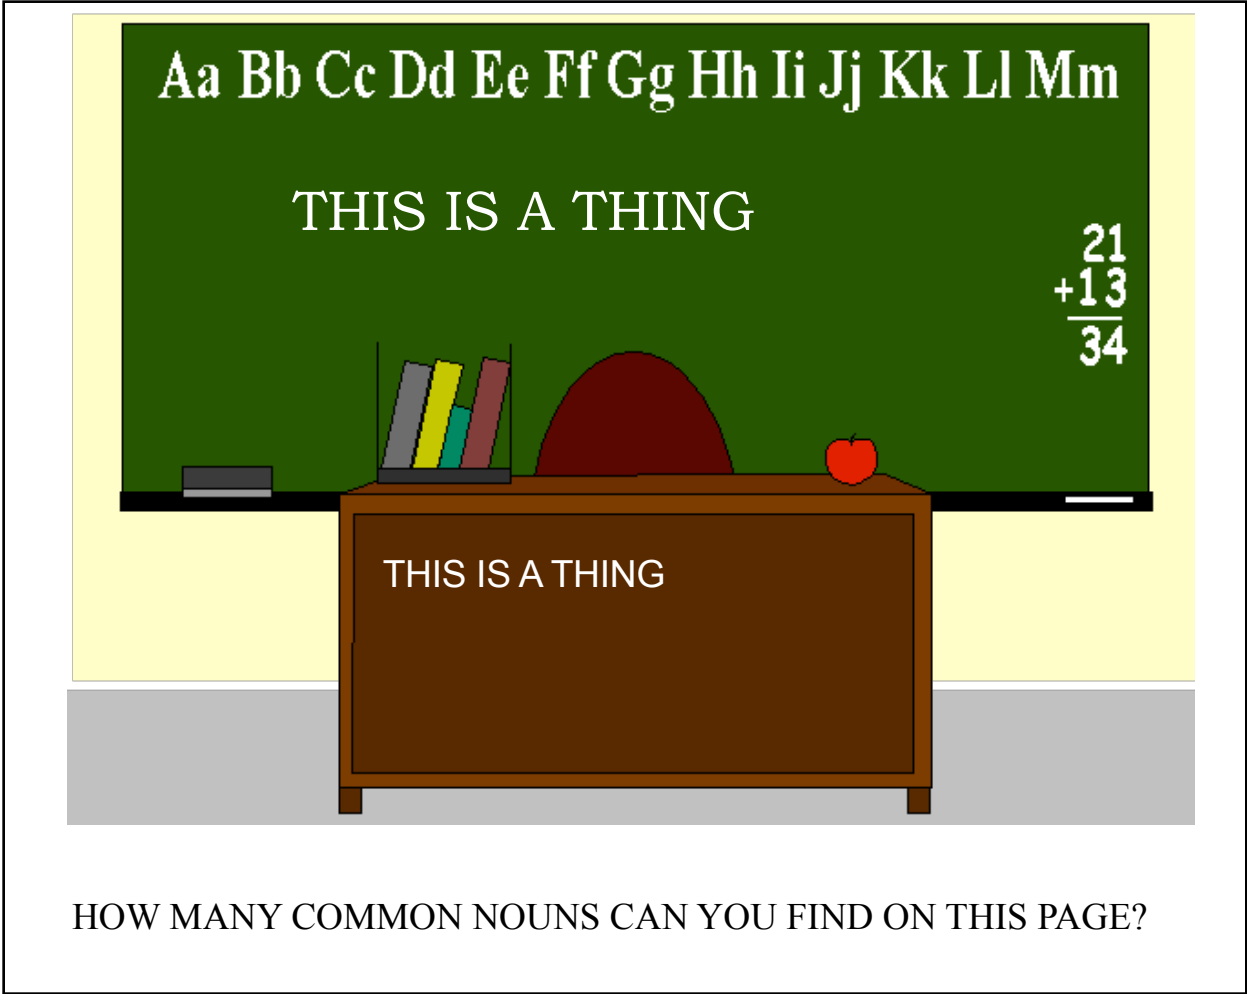 Aa Bb Cc Dd Ee Ff Gg Hh Ii Jj Kk Ll Mm
THIS IS A THING
21
+13
34
THIS IS A THING
HOW MANY COMMON NOUNS CAN YOU FIND ON THIS PAGE?